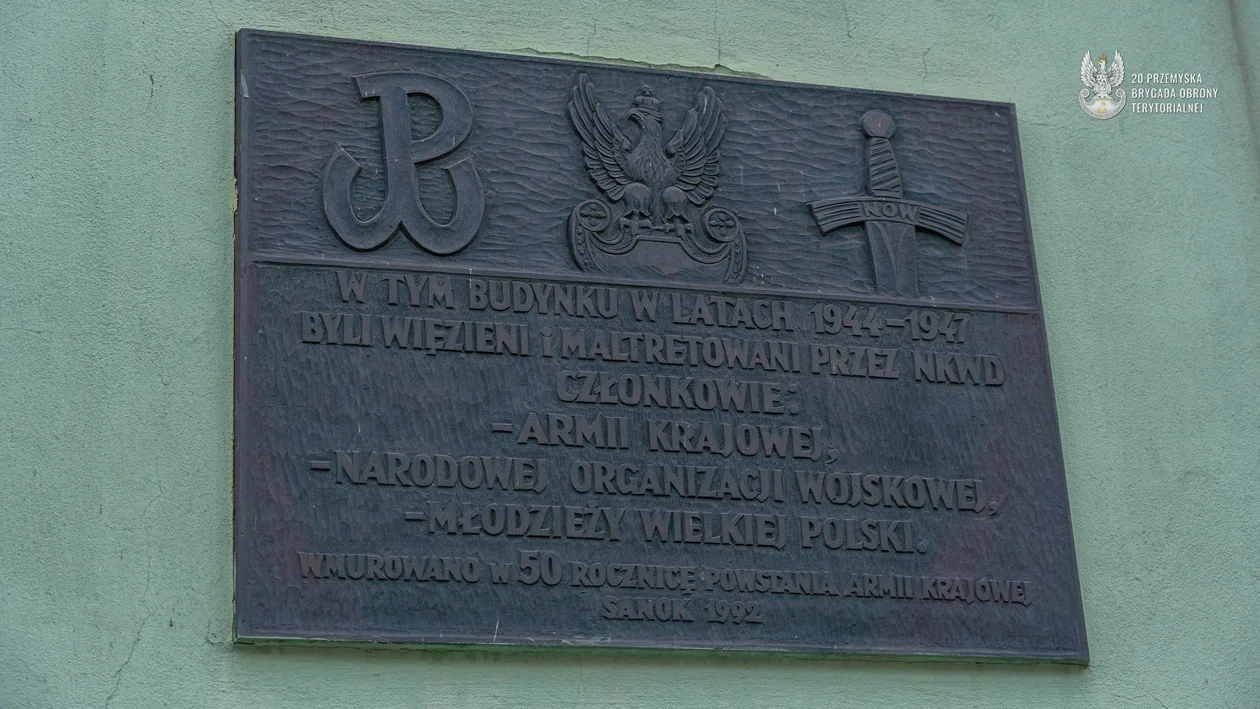 20 PRZEMYSKA
BRYGADA OBRONY
TERYTORIALNEJ
NOW
W TYM BUDYNKU W LATACH 1944–1947
BYLI WIĘZIENI i MALTRETOWANI PRZEZ NKWD
CZŁONKOWIE:
–ARMII KRAJOWEJ,
–NARODOWEJ ORGANIZACJI WOJSKOWEJ,
–MŁODZIEŻY WIELKIEJ POLSKI.
WMUROWANO W 50 ROCZNICĘ POWSTANIA ARMII KRAJOWEJ
SANOK 1992